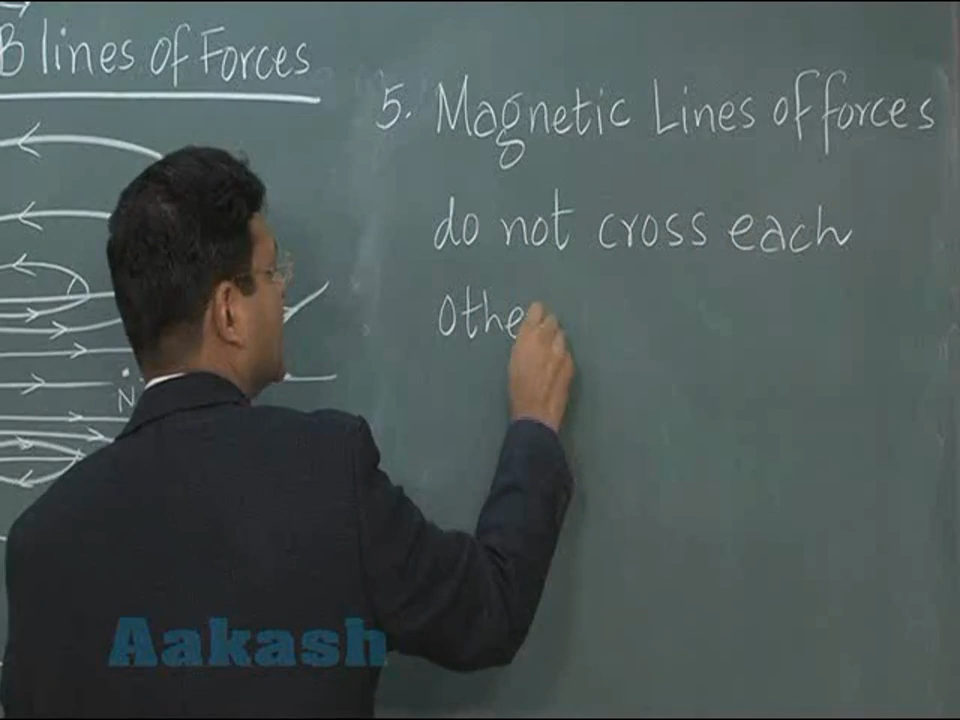 B lines of Forces
5. Magnetic Lines of forces
do not cross each
othe
N
Aakash